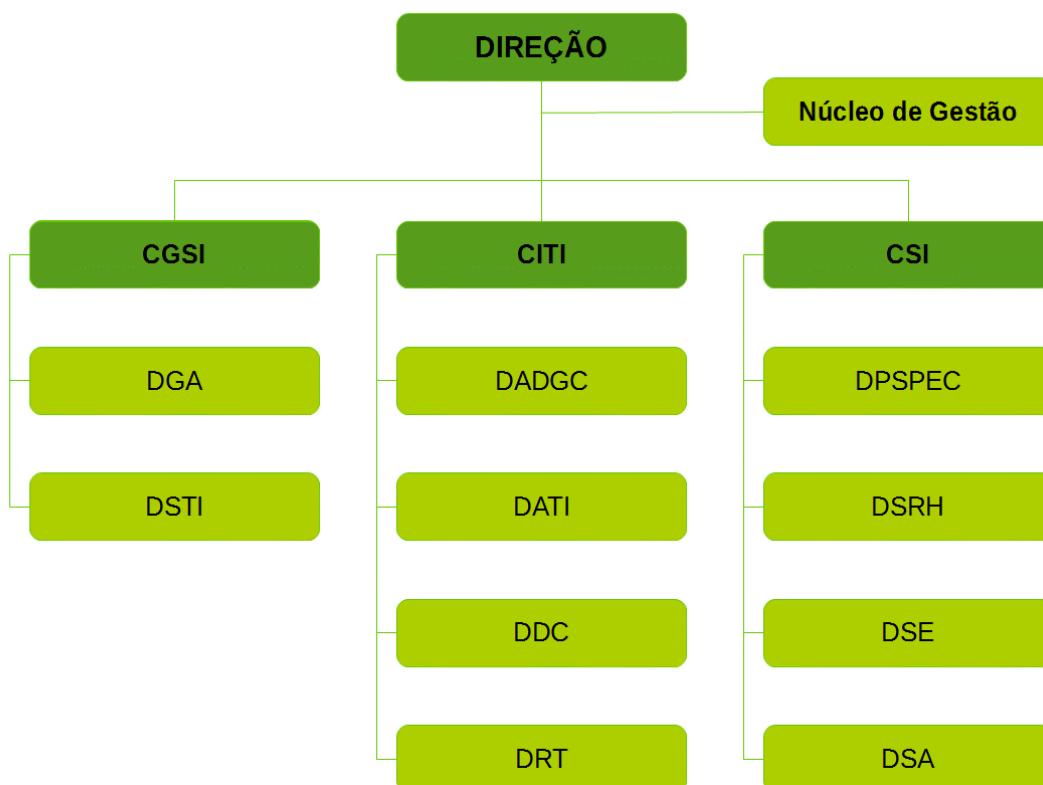 DIREÇÃO
Núcleo de Gestão
CGSI
CITI
CSI
DGA
DADGC
DPSPEC
DSTI
DATI
DSRH
DDC
DSE
DRT
DSA